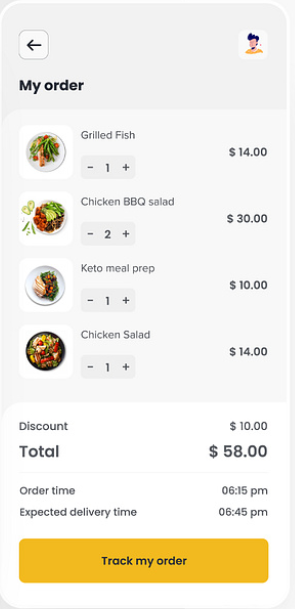 My order
Grilled Fish
- 1 +
$ 14.00
Chicken BBQ salad
- 2 +
$ 30.00
Keto meal prep
- 1 +
$ 10.00
Chicken Salad
- 1 +
$ 14.00
Discount $ 10.00
Total $ 58.00
Order time 06:15 pm
Expected delivery time 06:45 pm
Track my order